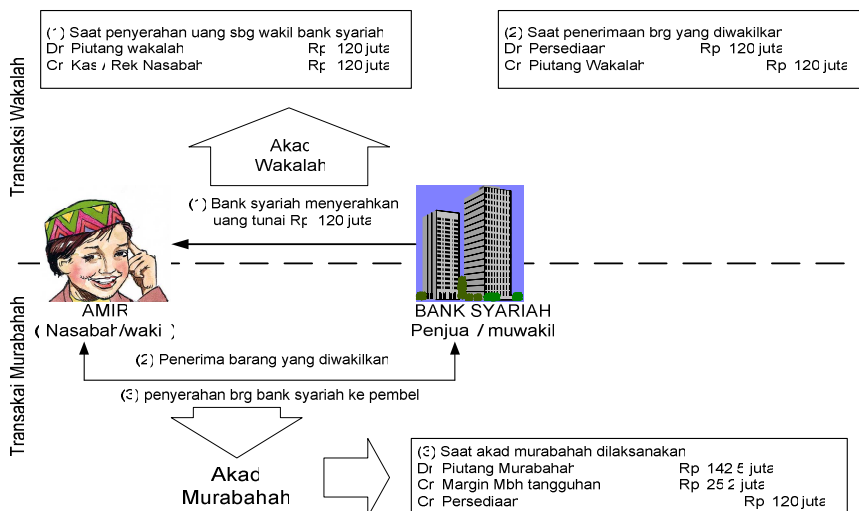 (1) Saat penyerahan uang sbg wakil bank syariah
Dr Piutang wakalah Rp 120 juta
Cr Kas / Rek Nasabah Rp 120 juta
(2) Saat penerimaan brg yang diwakilkan
Dr Persediaan Rp 120 juta
Cr Piutang Wakalah Rp 120 juta
Transaksi Wakalah
Akad
Wakalah
(1) Bank syariah menyerahkan
uang tunai Rp 120 juta
AMIR
( Nasabah/waki )
BANK SYARIAH
Penjua / muwakil
Transakai Murabahah
(2) Penerima barang yang diwakilkan
(3) penyerahan brg bank syariah ke pembel
Akad
Murabahah
(3) Saat akad murabahah dilaksanakan
Dr Piutang Murabahah Rp 142 5 juta
Cr Margin Mbh tangguhan Rp 25 2 juta
Cr Persediaan Rp 120 juta